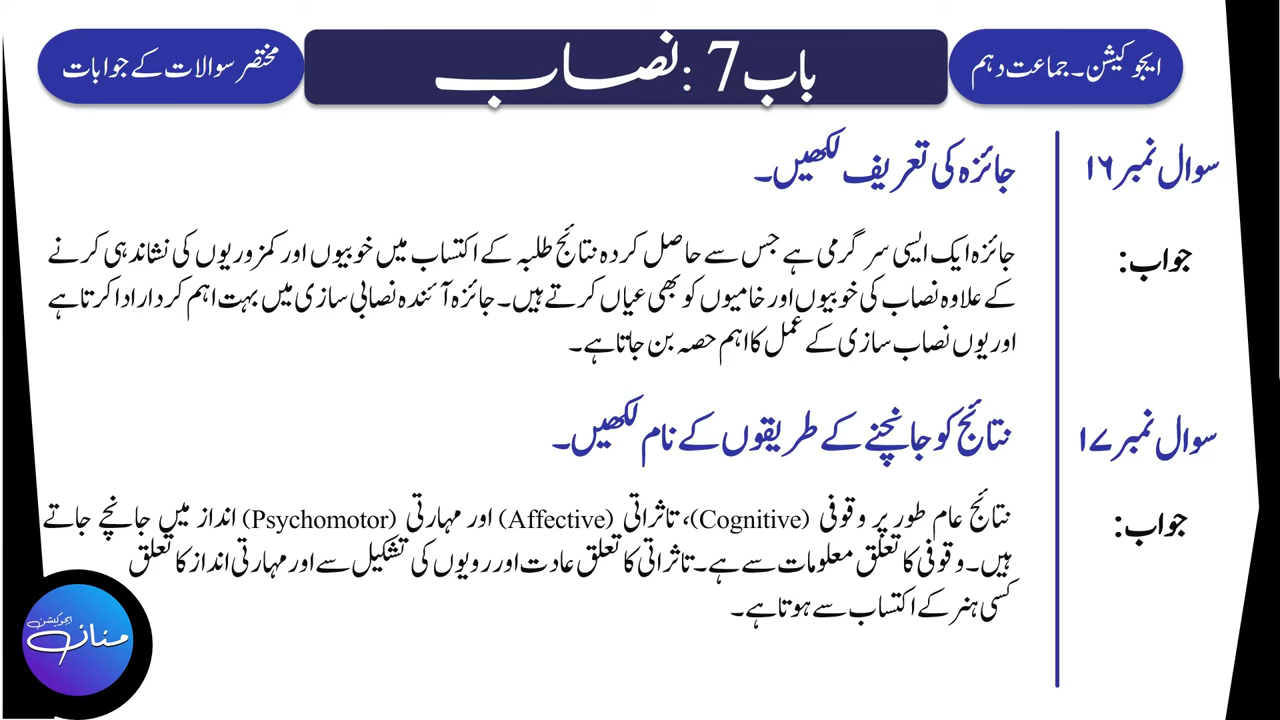 ایجوکیشن۔ جماعت دہم
باب 7: نصاب
مختصر سوالات کے جوابات
سوال نمبر ۱۶
جائزہ کی تعریف لکھیں۔
جواب:
جائزہ ایک ایسی سر گرمی ہے جس سے حاصل کردہ نتائج طلبہ کے اکتساب میں خوبیوں اور کمزوریوں کی نشاندہی کرنے
کے علاوہ نصاب کی خوبیوں اور خامیوں کو بھی عیاں کرتے ہیں۔ جائزہ آئندہ نصابی سازی میں بہت اہم کردار ادا کرتا ہے
اور یوں نصاب سازی کے عمل کا اہم حصہ بن جاتا ہے۔
سوال نمبر ۱۷
نتائج کو جانچنے کے طریقوں کے نام لکھیں۔
جواب:
نتائج عام طور پر وقوفی (Cognitive)، تاثراتی (Affective) اور مہارتی (Psychomotor) انداز میں جانچے جاتے
ہیں۔ وقوفی کا تعلق معلومات سے ہے۔ تاثراتی کا تعلق عادت اور رویوں کی تشکیل سے اور مہارتی انداز کا تعلق
کسی ہنر کے اکتساب سے ہوتا ہے۔
ایجوکیشن
منان